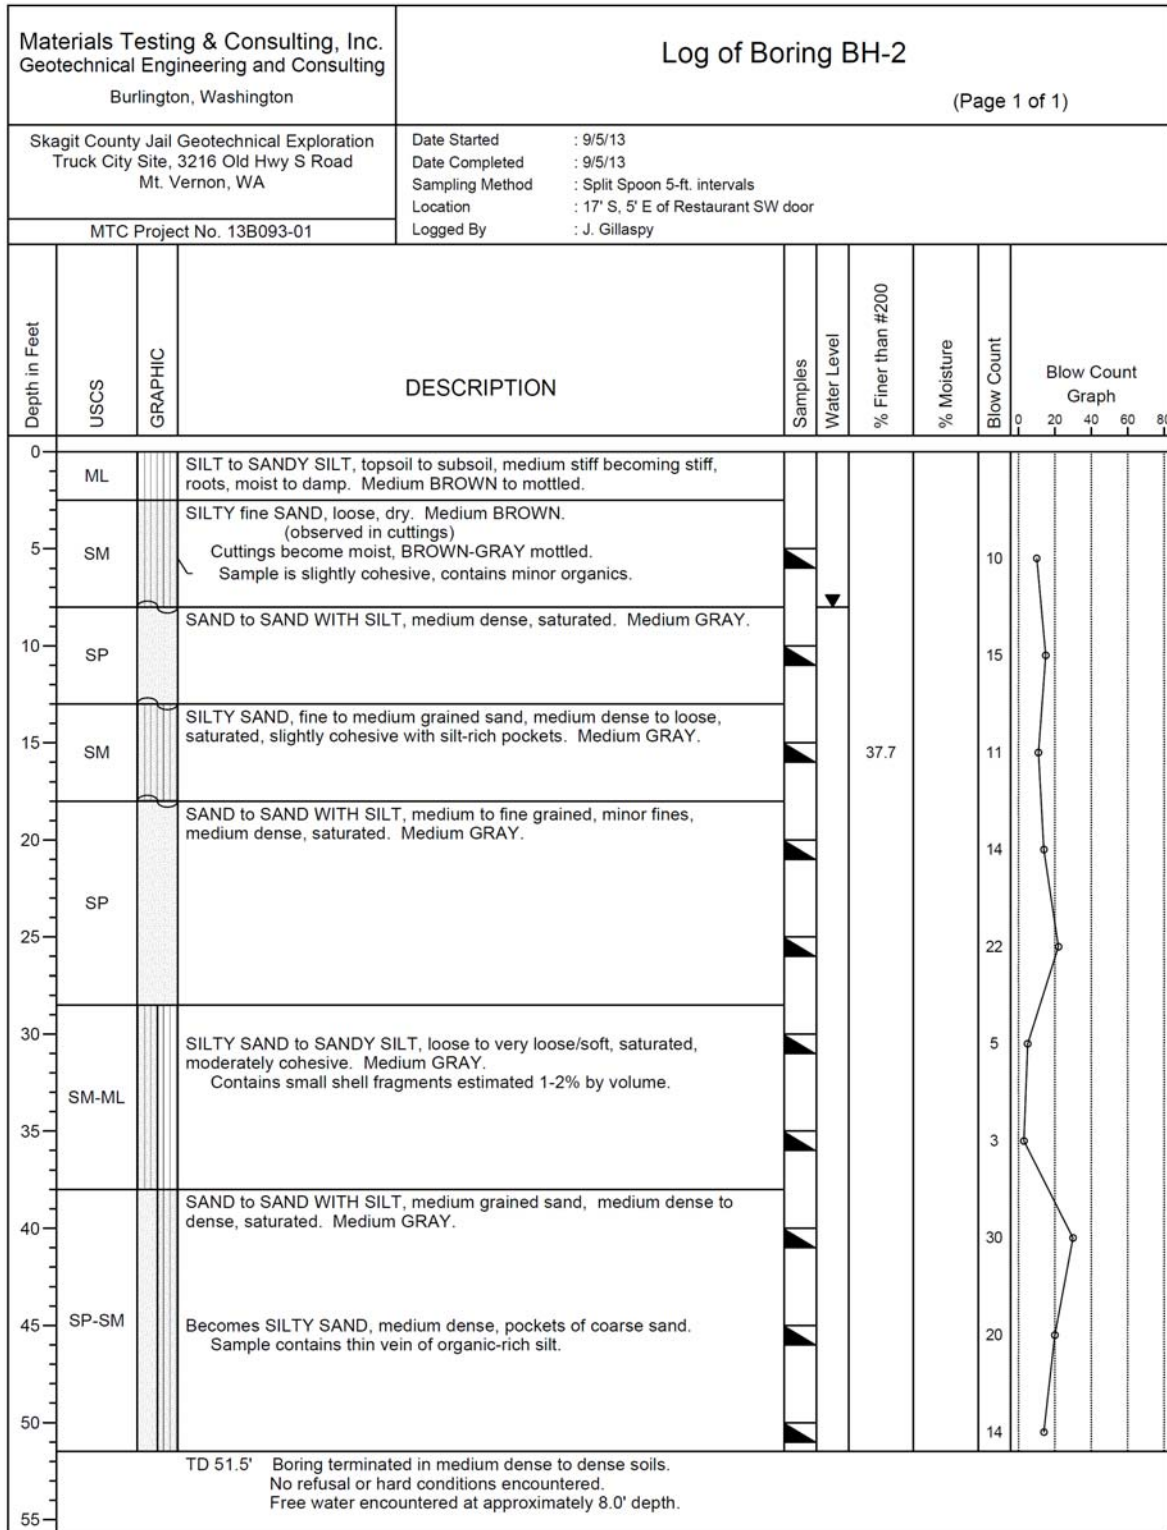 Materials Testing & Consulting, Inc.
Geotechnical Engineering and Consulting
Burlington, Washington
Log of Boring BH-2
(Page 1 of 1)
Skagit County Jail Geotechnical Exploration
Truck City Site, 3216 Old Hwy S Road
Mt. Vernon, WA
MTC Project No. 13B093-01
Date Started : 9/5/13
Date Completed : 9/5/13
Sampling Method : Split Spoon 5-ft. intervals
Location : 17' S, 5' E of Restaurant SW door
Logged By : J. Gillaspy
Depth in Feet
USCS
GRAPHIC
DESCRIPTION
Samples
Water Level
% Finer than #200
% Moisture
Blow Count
Blow Count
Graph
0 20 40 60 80
0
ML
SILT to SANDY SILT, topsoil to subsoil, medium stiff becoming stiff,
roots, moist to damp. Medium BROWN to mottled.
SILTY fine SAND, loose, dry. Medium BROWN.
(observed in cuttings)
5
SM
Cuttings become moist, BROWN-GRAY mottled.
10
Sample is slightly cohesive, contains minor organics.
SAND to SAND WITH SILT, medium dense, saturated. Medium GRAY.
10
SP
15
SILTY SAND, fine to medium grained sand, medium dense to loose,
saturated, slightly cohesive with silt-rich pockets. Medium GRAY.
15
SM
37.7
11
SAND to SAND WITH SILT, medium to fine grained, minor fines,
medium dense, saturated. Medium GRAY.
20
14
SP
25
22
30
SILTY SAND to SANDY SILT, loose to very loose/soft, saturated,
moderately cohesive. Medium GRAY.
5
Contains small shell fragments estimated 1-2% by volume.
SM-ML
35
3
SAND to SAND WITH SILT, medium grained sand, medium dense to
dense, saturated. Medium GRAY.
40
30
SP-SM
45
Becomes SILTY SAND, medium dense, pockets of coarse sand.
20
Sample contains thin vein of organic-rich silt.
50
14
TD 51.5' Boring terminated in medium dense to dense soils.
No refusal or hard conditions encountered.
Free water encountered at approximately 8.0' depth.
55